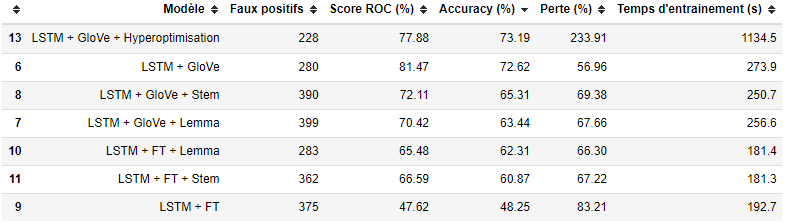 Modèle Faux positifs Score ROC (%) Accuracy (%) Perte (%) Temps d'entrainement (s)
13 LSTM + GloVe + Hyperoptimisation 228 77.88 73.19 233.91 1134.5
6 LSTM + GloVe 280 81.47 72.62 56.96 273.9
8 LSTM + GloVe + Stem 390 72.11 65.31 69.38 250.7
7 LSTM + GloVe + Lemma 399 70.42 63.44 67.66 256.6
10 LSTM + FT + Lemma 283 65.48 62.31 66.30 181.4
11 LSTM + FT + Stem 362 66.59 60.87 67.22 181.3
9 LSTM + FT 375 47.62 48.25 83.21 192.7